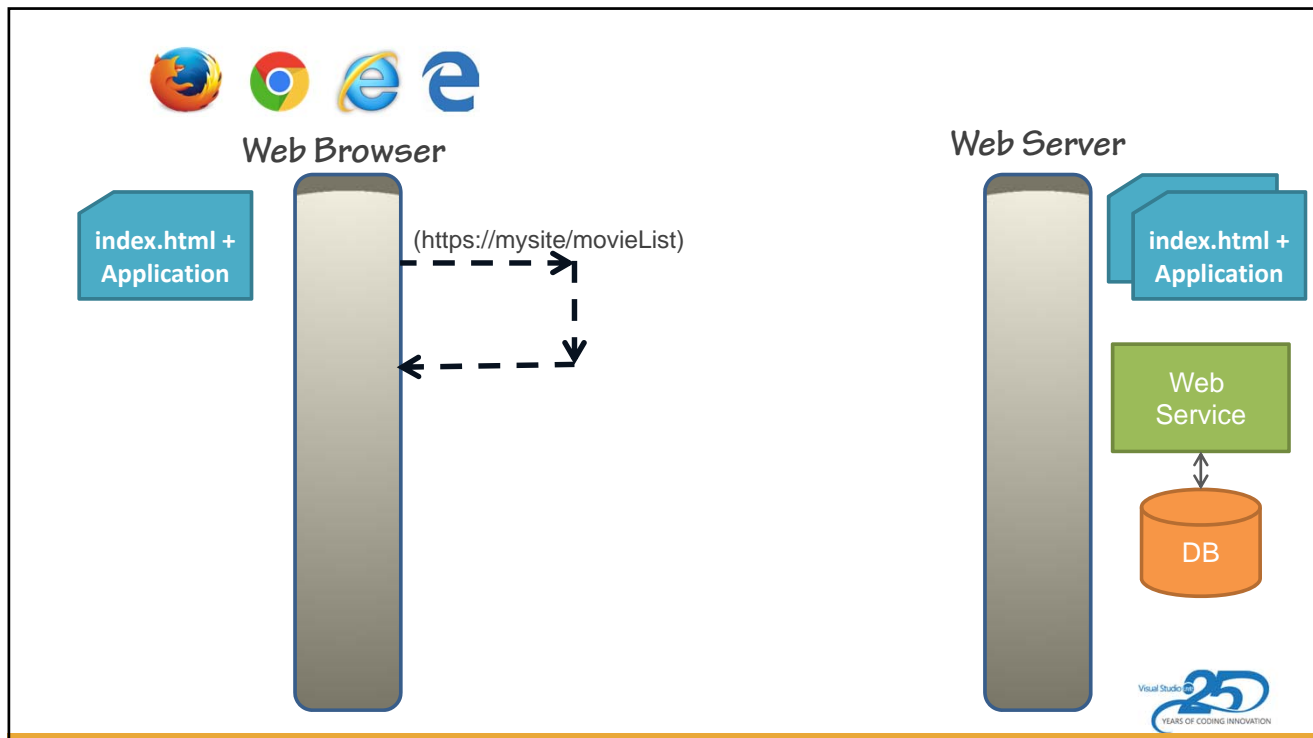 Web Browser
Web Server
index.html +
Application
(https://mysite/movieList)
index.html +
Application
Web
Service
DB
Visual Studio LIVE!
25
YEARS OF CODING INNOVATION